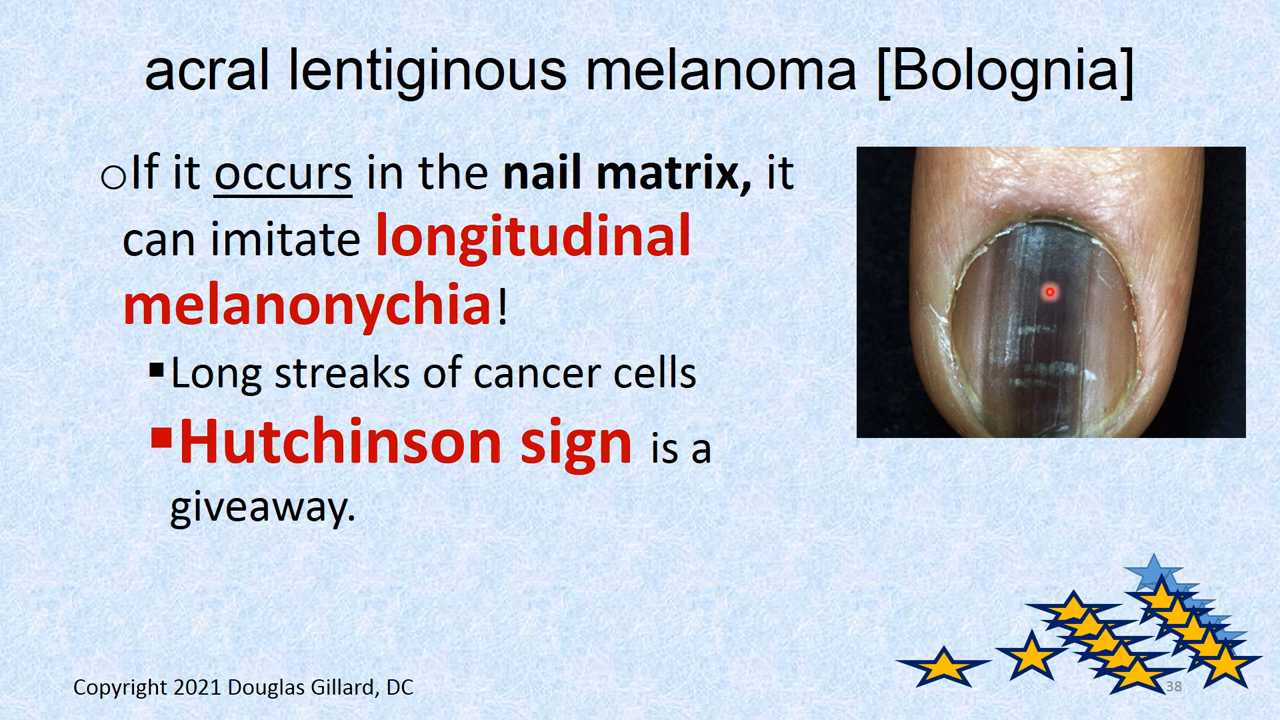 acral lentiginous melanoma [Bolognia]
If it occurs in the nail matrix, it
can imitate longitudinal
melanonychia!
Long streaks of cancer cells
Hutchinson sign is a
giveaway.
Copyright 2021 Douglas Gillard, DC
38